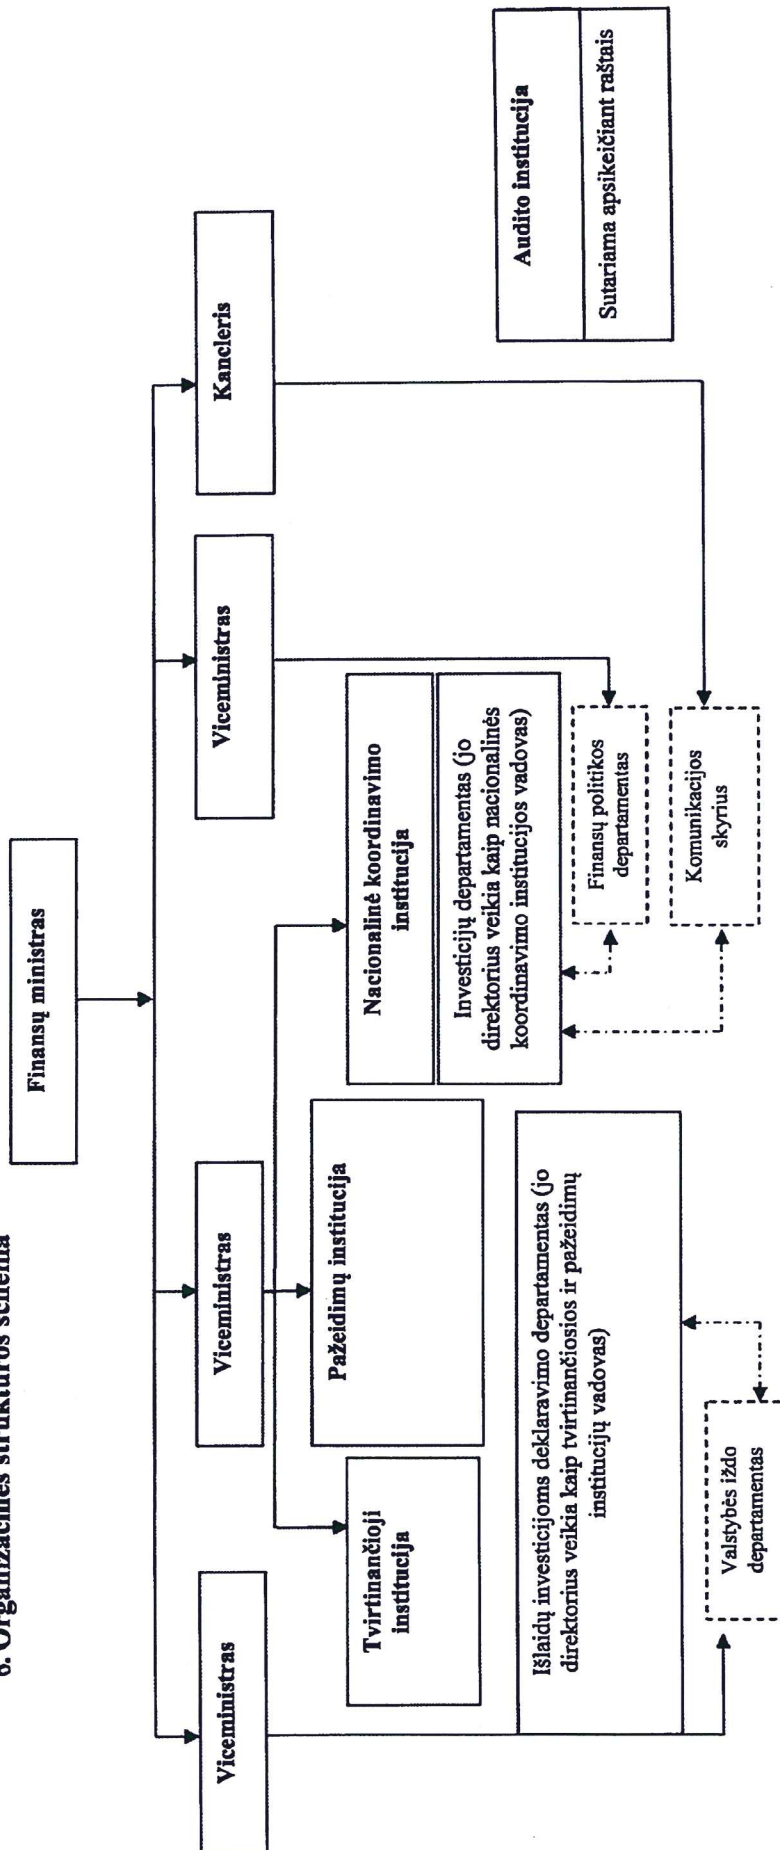 6. Organizacinės struktūros schema
Finansų ministras
Viceministras
Viceministras
Viceministras
Kancleris
Tvirtinančioji
institucija
Pažeidimų institucija
Nacionalinė koordinavimo
institucija
Investicijų departamentas (jo
direktorius veikia kaip nacionalinės
koordinavimo institucijos vadovas)
Audito institucija
Sutariama apsikeičiant raštais
Išlaidų investicijoms deklaravimo departamentas (jo
direktorius veikia kaip tvirtinančiosios ir pažeidimų
institucijų vadovas)
Finansų politikos
departamentas
Komunikacijos
skyrius
Valstybės iždo
departamentas